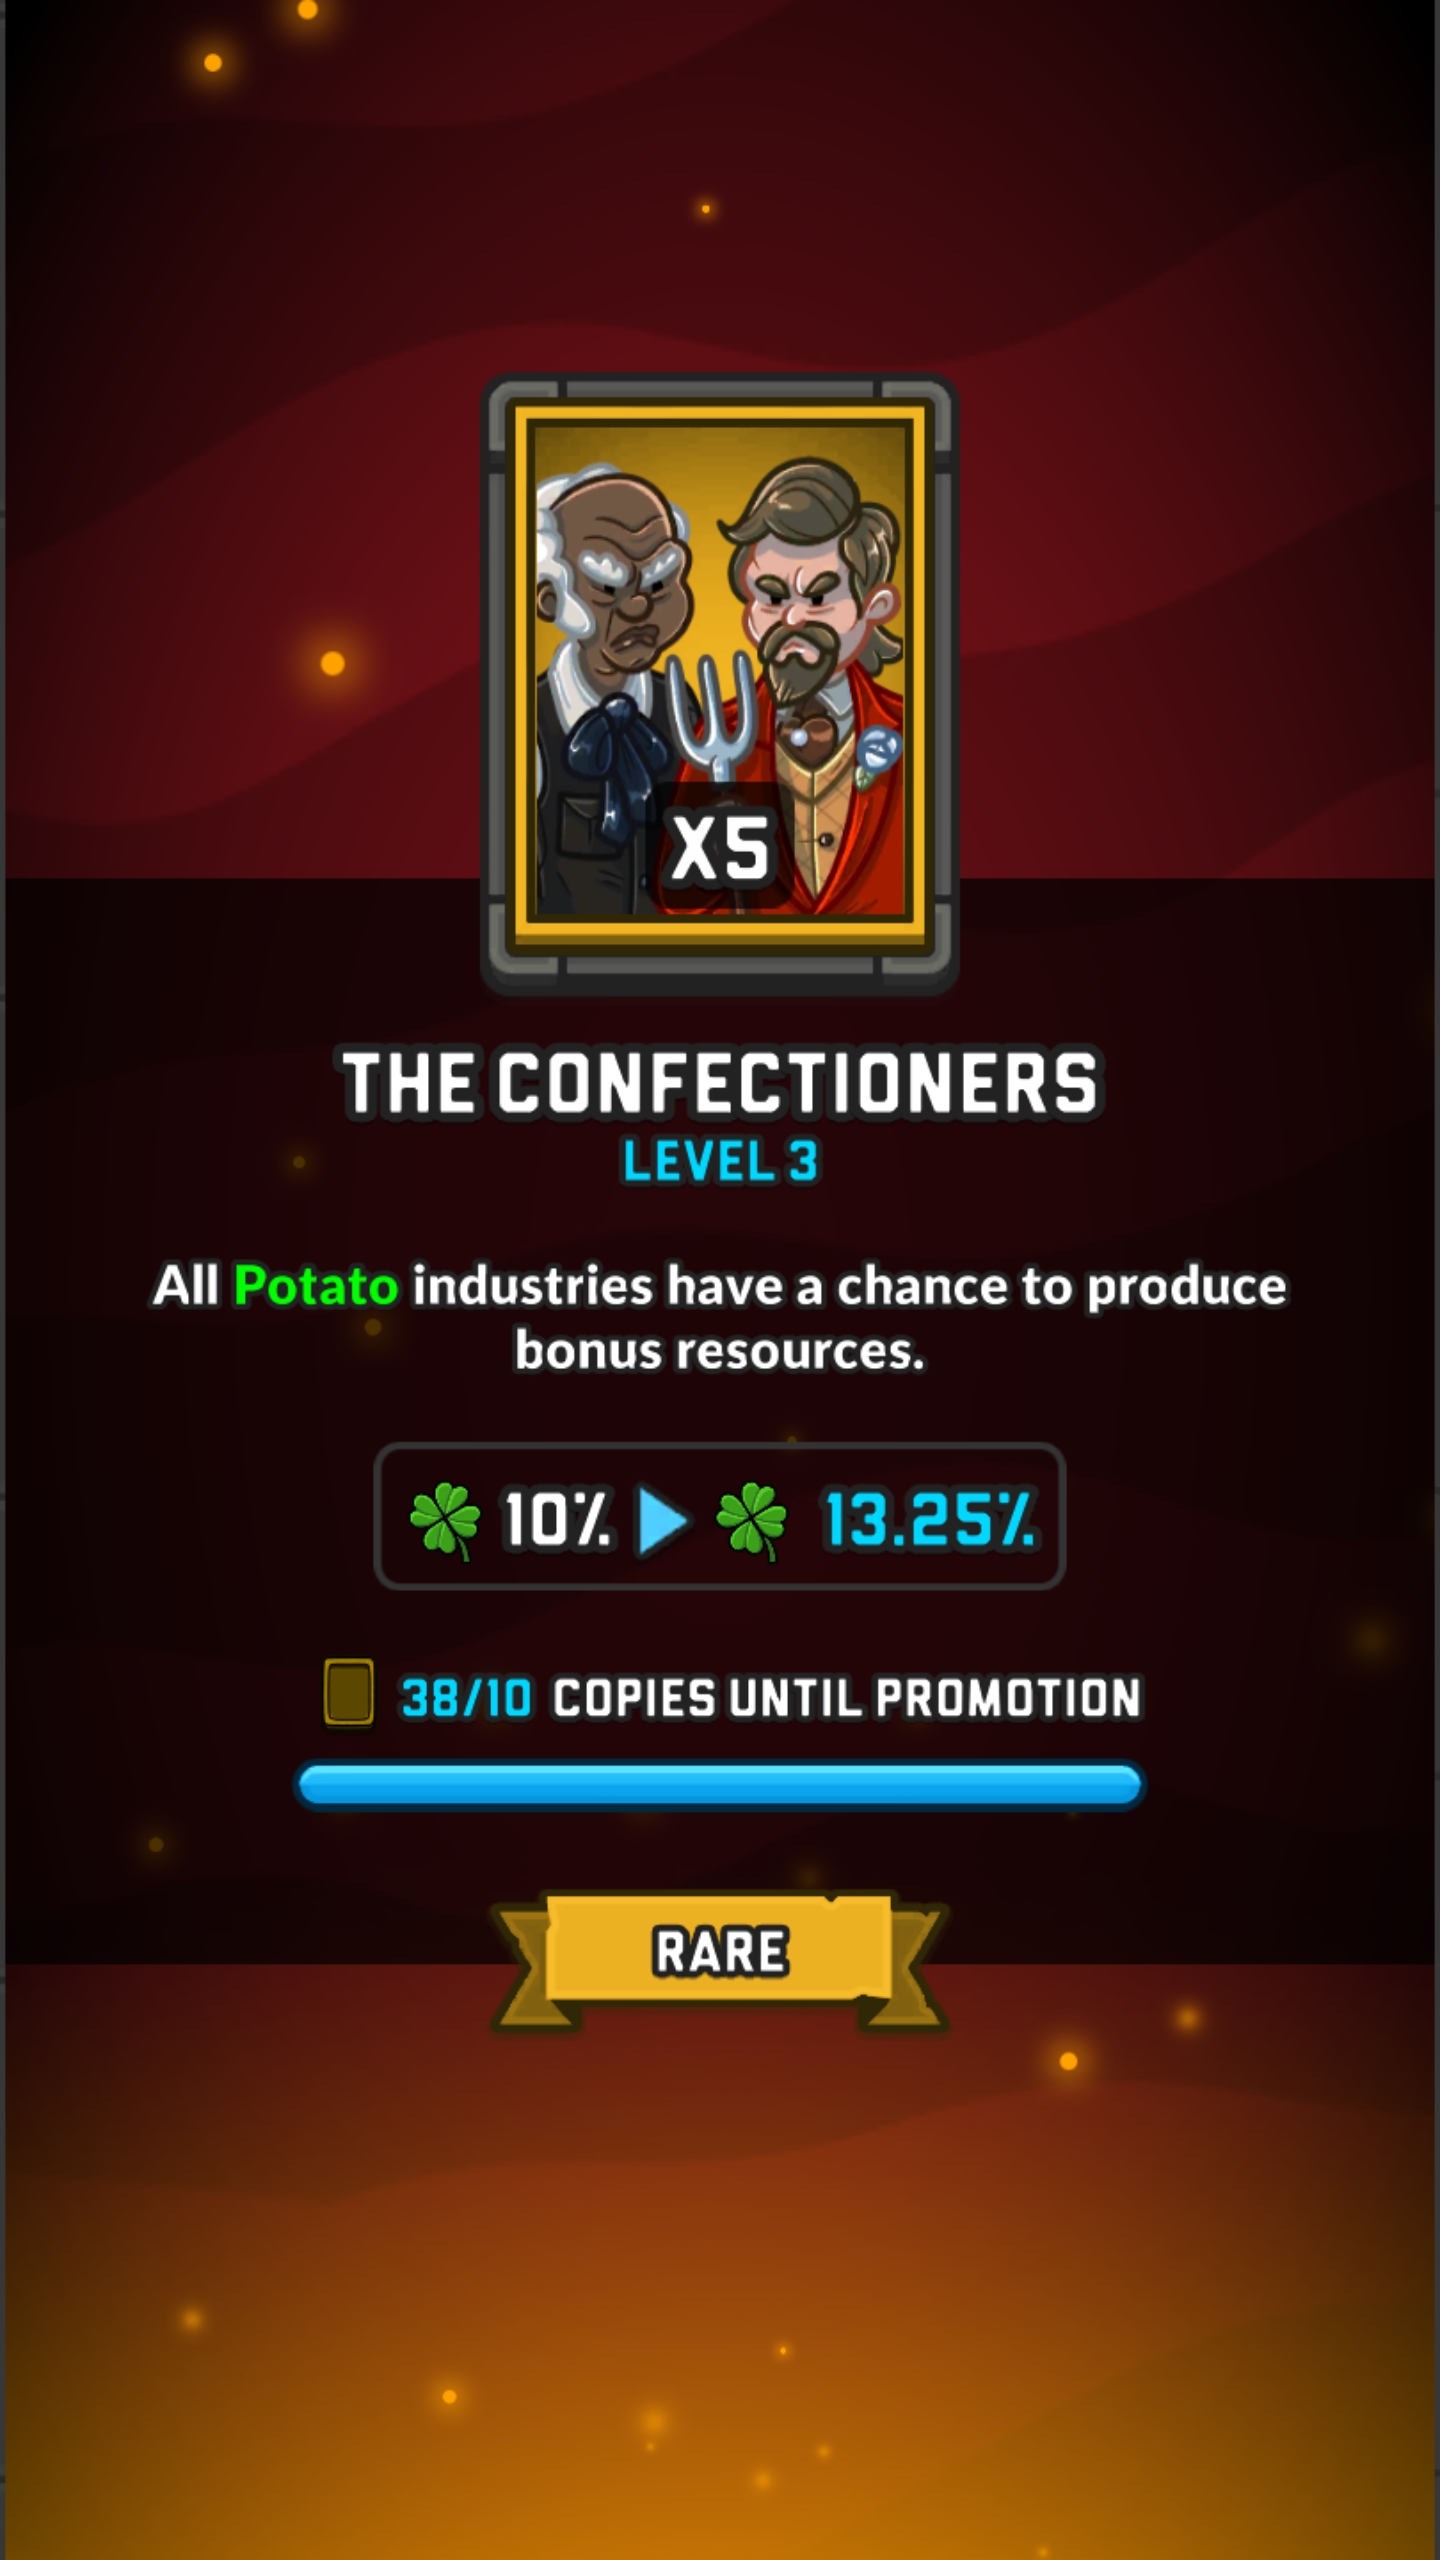 X5
THE CONFECTIONERS
LEVEL 3
All Potato industries have a chance to produce
bonus resources.
10% 13.25%
38/10 COPIES UNTIL PROMOTION
RARE